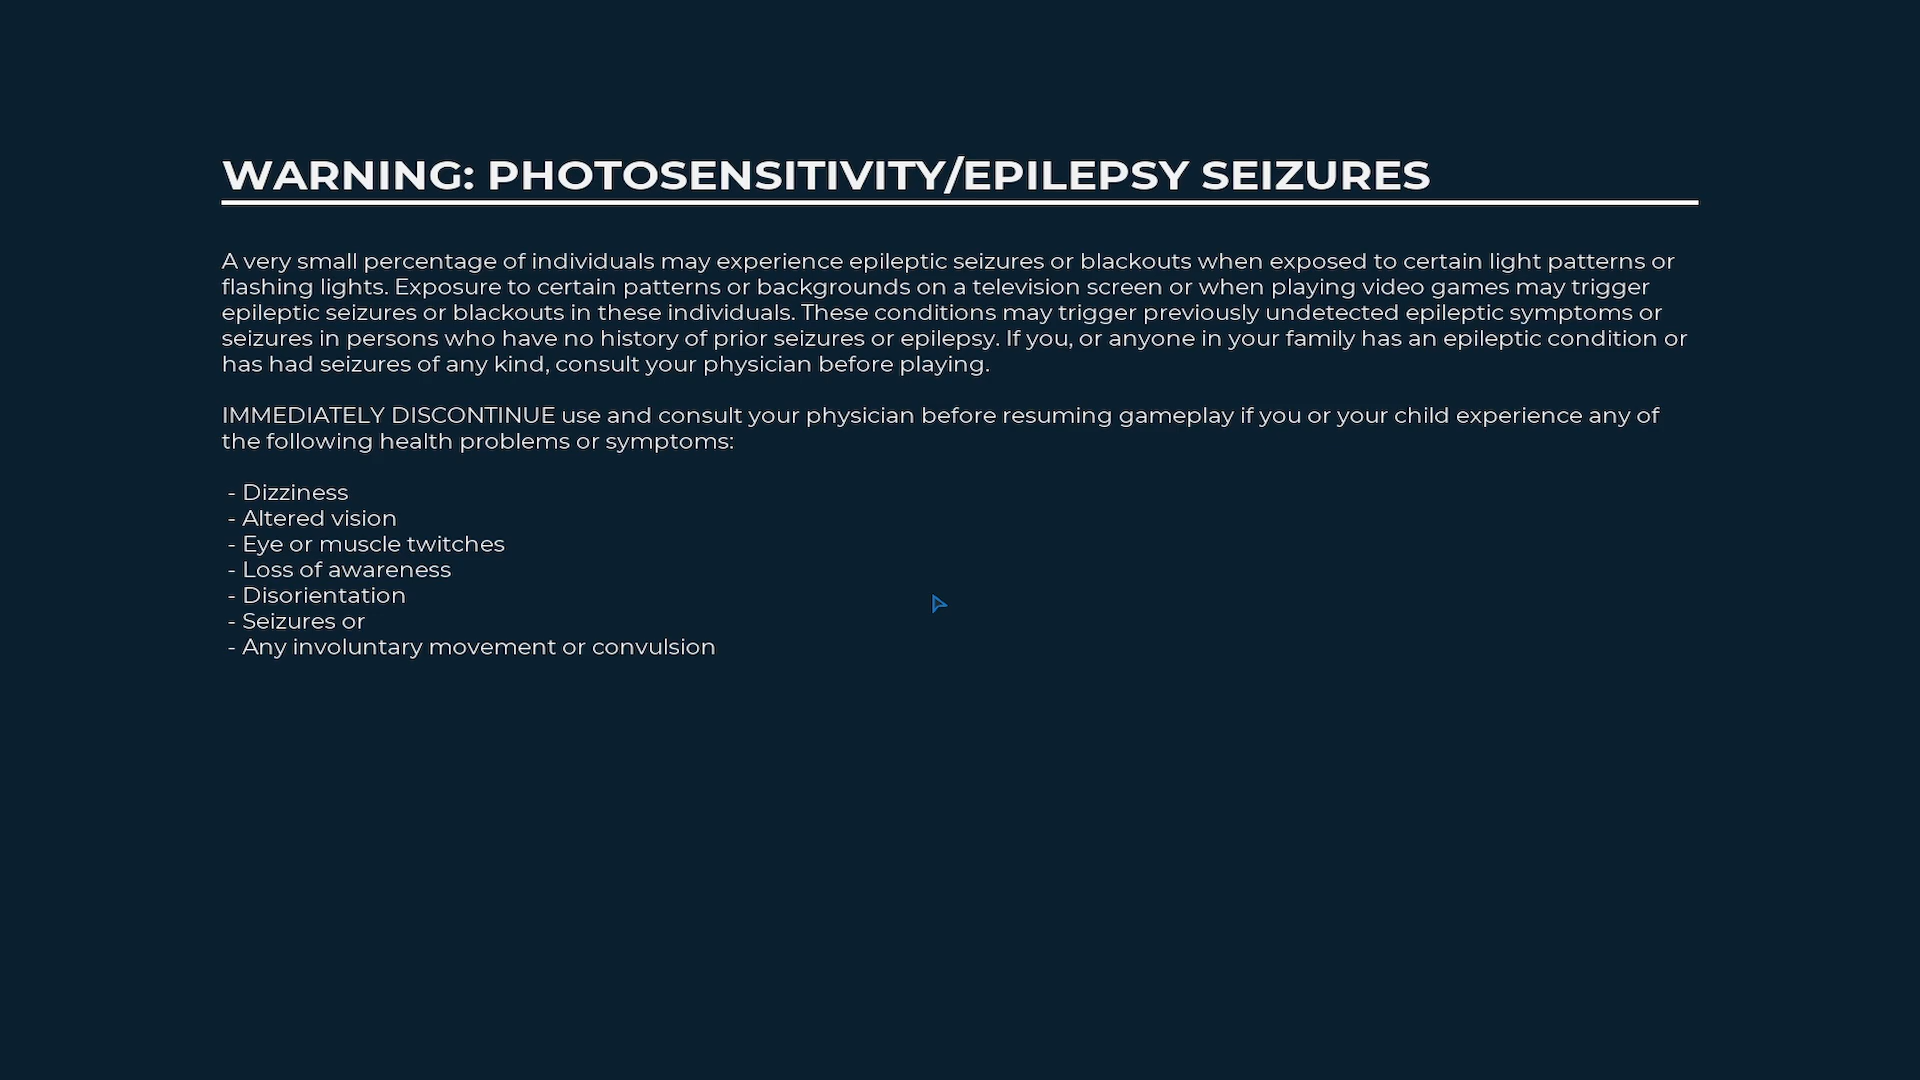 WARNING: PHOTOSENSITIVITY/EPILEPSY SEIZURES
A very small percentage of individuals may experience epileptic seizures or blackouts when exposed to certain light patterns or
flashing lights. Exposure to certain patterns or backgrounds on a television screen or when playing video games may trigger
epileptic seizures or blackouts in these individuals. These conditions may trigger previously undetected epileptic symptoms or
seizures in persons who have no history of prior seizures or epilepsy. If you, or anyone in your family has an epileptic condition or
has had seizures of any kind, consult your physician before playing.
IMMEDIATELY DISCONTINUE use and consult your physician before resuming gameplay if you or your child experience any of
the following health problems or symptoms:
- Dizziness
- Altered vision
- Eye or muscle twitches
- Loss of awareness
- Disorientation
- Seizures or
- Any involuntary movement or convulsion